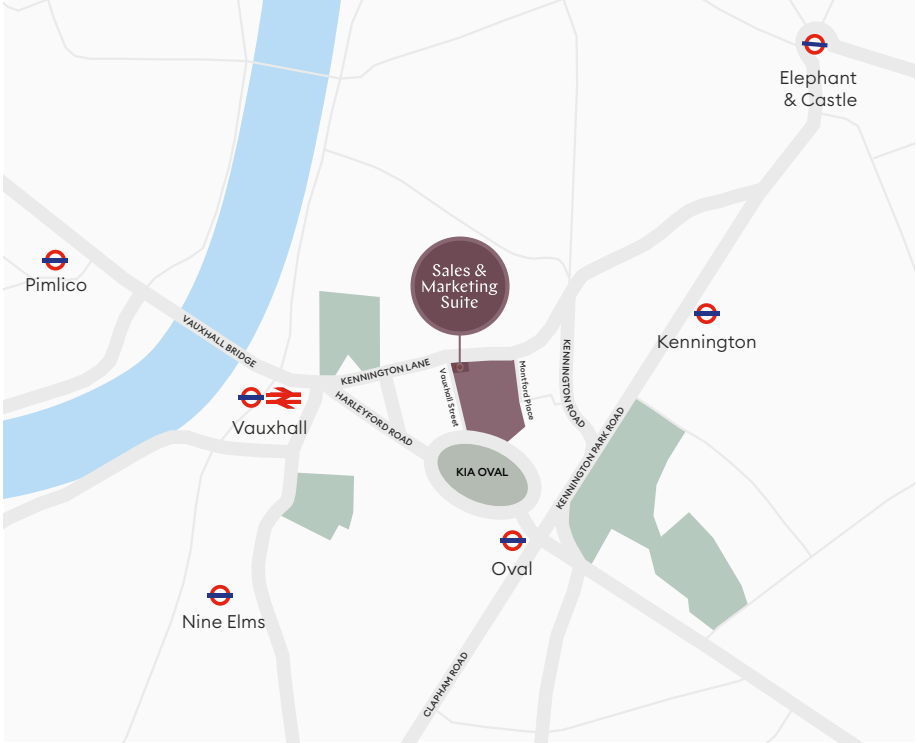 Elephant
& Castle
Pimlico
Sales &
Marketing
Suite
Kennington
VAUXHALL BRIDGE
KENNINGTON LANE
KENNINGTON ROAD
Vauxhall Street
Montford Place
HARLEYFORD ROAD
Vauxhall
KENNINGTON PARK ROAD
KIA OVAL
Oval
Nine Elms
CLAPHAM ROAD